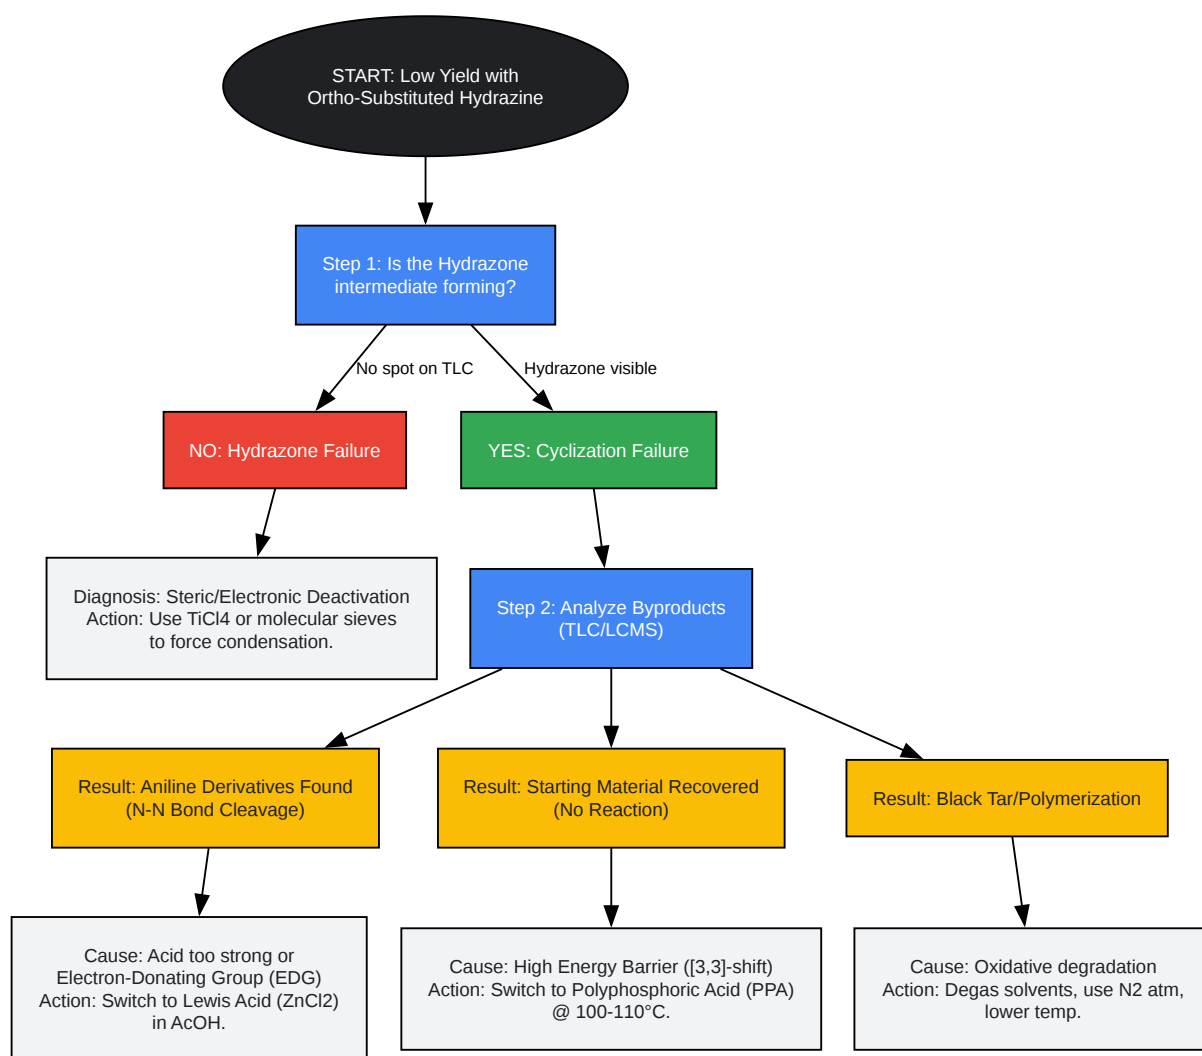 START: Low Yield with
Ortho-Substituted Hydrazine
Step 1: Is the Hydrazone
intermediate forming?
No spot on TLC
Hydrazone visible
NO: Hydrazone Failure
YES: Cyclization Failure
Diagnosis: Steric/Electronic Deactivation
Action: Use TiCl4 or molecular sieves
to force condensation.
Step 2: Analyze Byproducts
(TLC/LCMS)
Result: Aniline Derivatives Found
(N-N Bond Cleavage)
Result: Starting Material Recovered
(No Reaction)
Result: Black Tar/Polymerization
Cause: Acid too strong or
Electron-Donating Group (EDG)
Action: Switch to Lewis Acid (ZnCl2)
in AcOH.
Cause: High Energy Barrier ([3,3]-shift)
Action: Switch to Polyphosphoric Acid (PPA)
@ 100-110°C.
Cause: Oxidative degradation
Action: Degas solvents, use N2 atm,
lower temp.